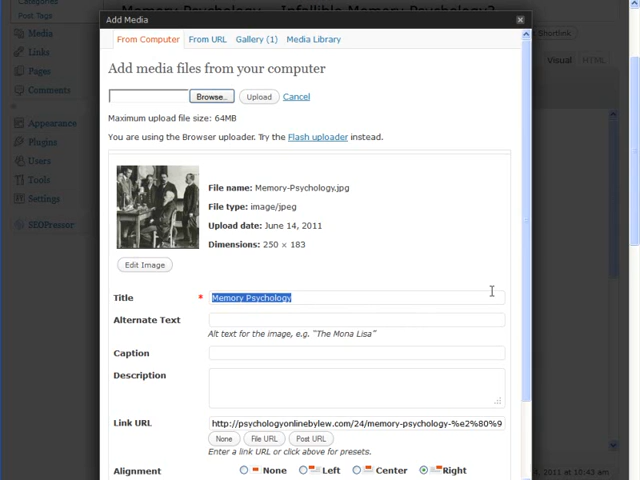 Categories
Post Tags
Media
Links
Pages
Comments
Appearance
Plugins
Users
Tools
Settings
SEOPressor
Memory Psychology – Infallible Memory Psychology?
Shortlink
Visual HTML
Add Media
From Computer From URL Gallery (1) Media Library
Add media files from your computer
Browse... Upload Cancel
Maximum upload file size: 64MB
You are using the Browser uploader. Try the Flash uploader instead.
File name: Memory-Psychology.jpg
File type: image/jpeg
Upload date: June 14, 2011
Dimensions: 250 × 183
Edit Image
Title * Memory Psychology
Alternate Text
Alt text for the image, e.g. "The Mona Lisa"
Caption
Description
Link URL http://psychologyonlinebylew.com/24/memory-psychology-%e2%80%9
None File URL Post URL
Enter a link URL or click above for presets.
Alignment None Left Center Right
4, 2011 at 10:43 am